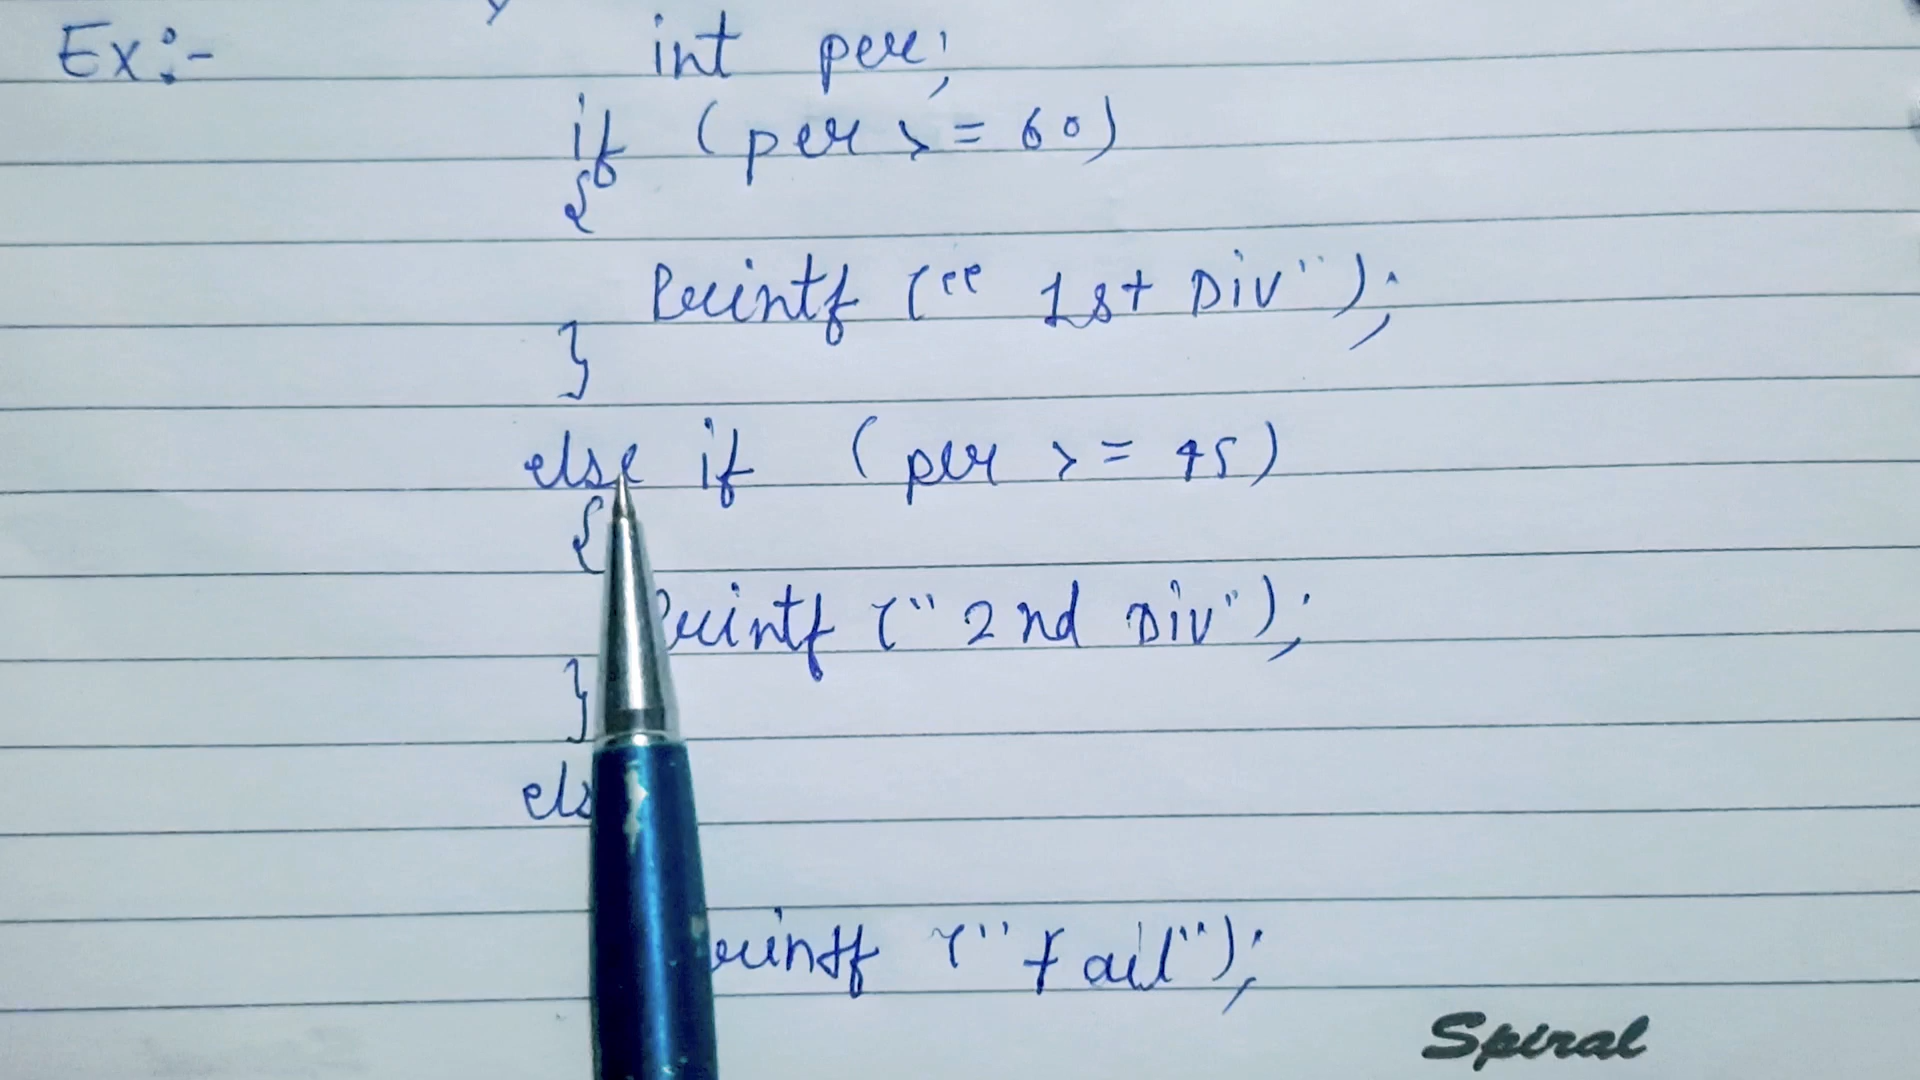 Ex:- int per;
if (per >= 60)
{
Printf (" 1st Div");
}
else if (per >= 45)
{
Printf ("2nd Div");
}
els
rintf ("Fail");
Spiral